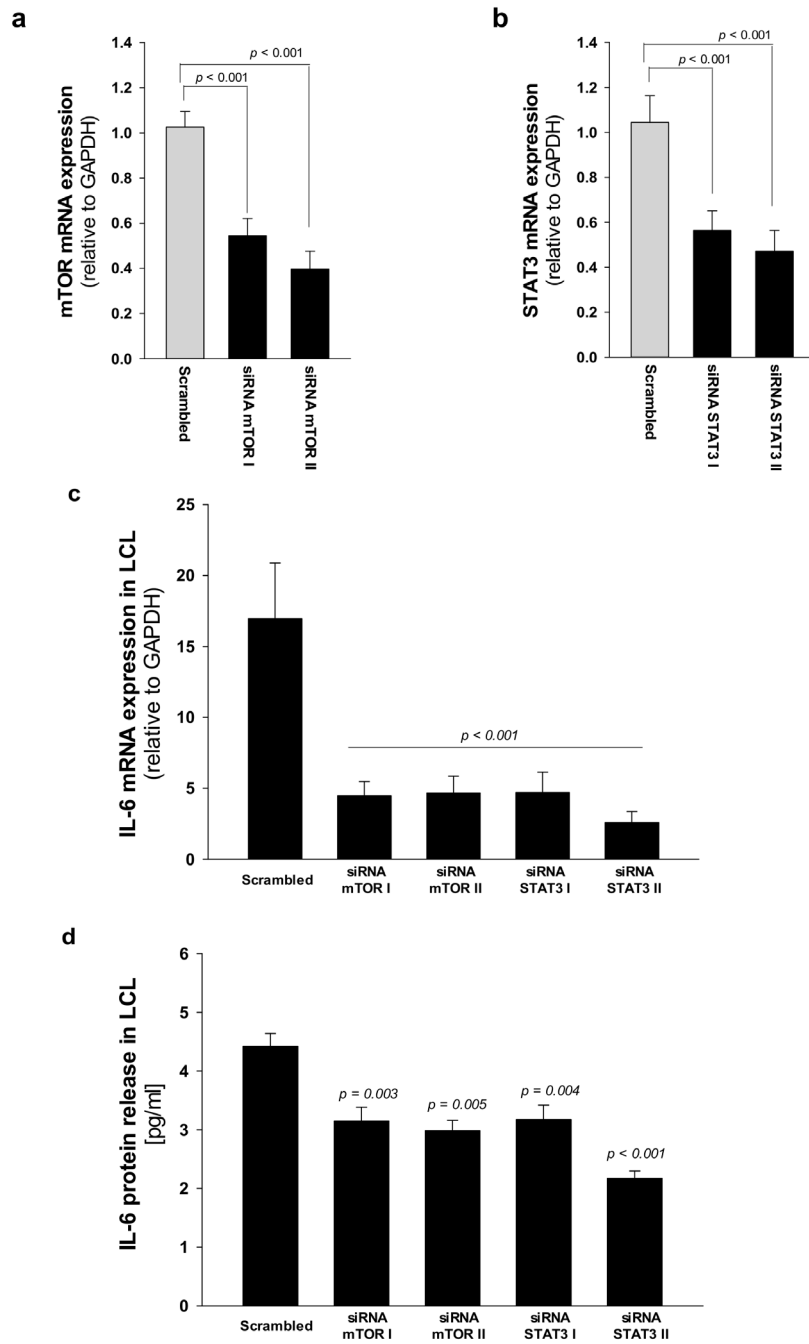 a
mTOR mRNA expression
(relative to GAPDH)
1.4
1.2
1.0
0.8
0.6
0.4
0.2
0.0
p < 0.001
p < 0.001
Scrambled
siRNA mTOR I
siRNA mTOR II
b
STAT3 mRNA expression
(relative to GAPDH)
1.4
1.2
1.0
0.8
0.6
0.4
0.2
0.0
p < 0.001
p < 0.001
Scrambled
siRNA STAT3 I
siRNA STAT3 II
c
IL-6 mRNA expression in LCL
(relative to GAPDH)
25
20
15
10
5
0
p < 0.001
Scrambled
siRNA
mTOR I
siRNA
mTOR II
siRNA
STAT3 I
siRNA
STAT3 II
d
IL-6 protein release in LCL
[pg/ml]
6
5
4
3
2
1
0
p = 0.003
p = 0.005
p = 0.004
p < 0.001
Scrambled
siRNA
mTOR I
siRNA
mTOR II
siRNA
STAT3 I
siRNA
STAT3 II